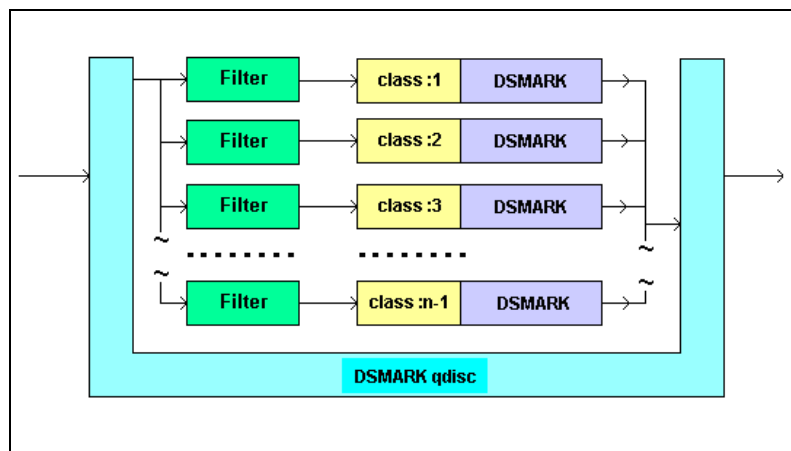 Filter class :1 DSMARK
Filter class :2 DSMARK
Filter class :3 DSMARK
Filter class :n-1 DSMARK
DSMARK qdisc